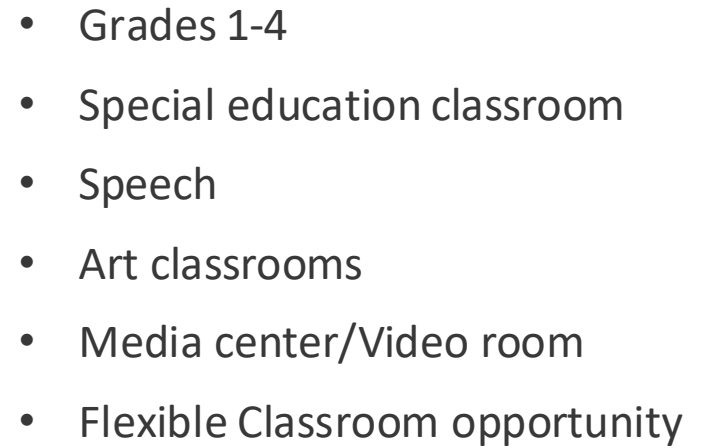 • Grades 1-4
• Special education classroom
• Speech
• Art classrooms
• Media center/Video room
• Flexible Classroom opportunity